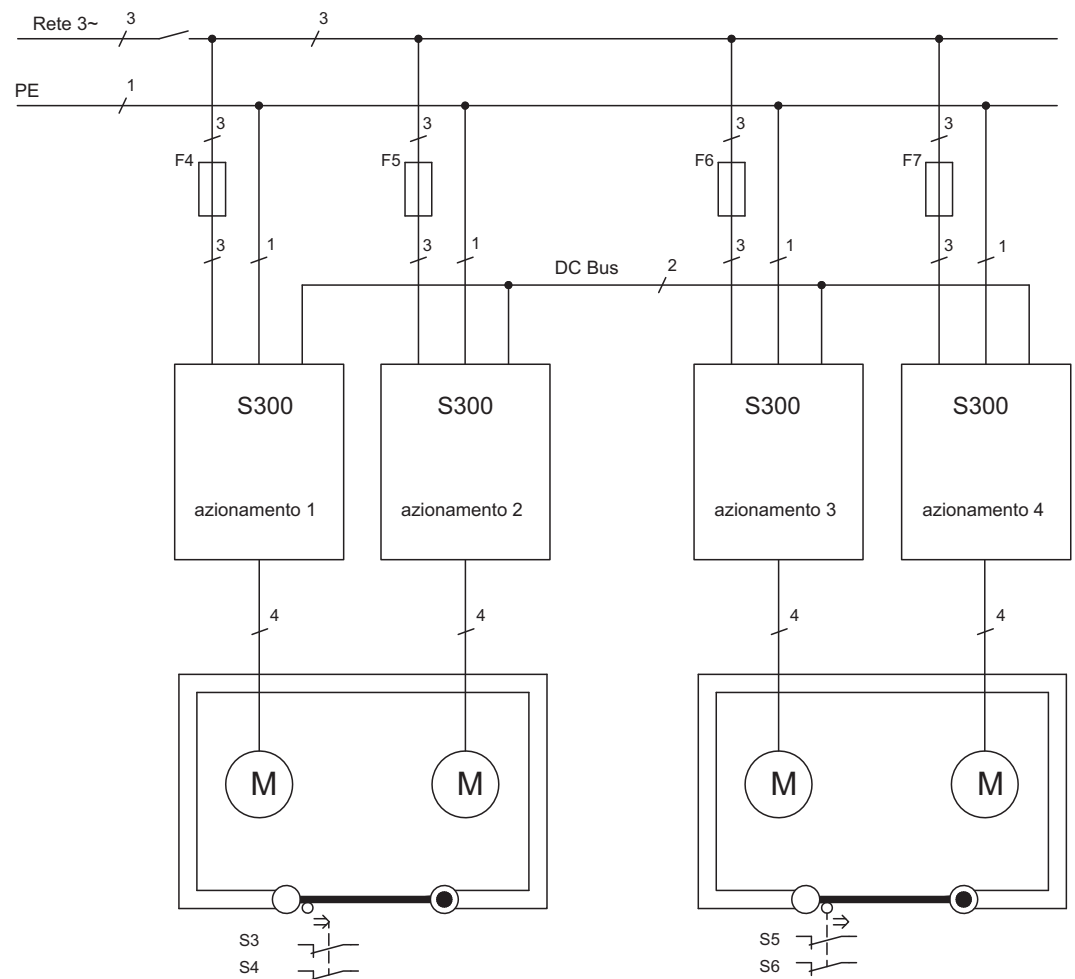 Rete 3~ 3 3
PE 1
3 3 3 3
F4 F5 F6 F7
3 1 3 1 3 1 3 1
DC Bus 2
S300 S300 S300 S300
azionamento 1 azionamento 2 azionamento 3 azionamento 4
4 4 4 4
M M M M
S3 S5
S4 S6